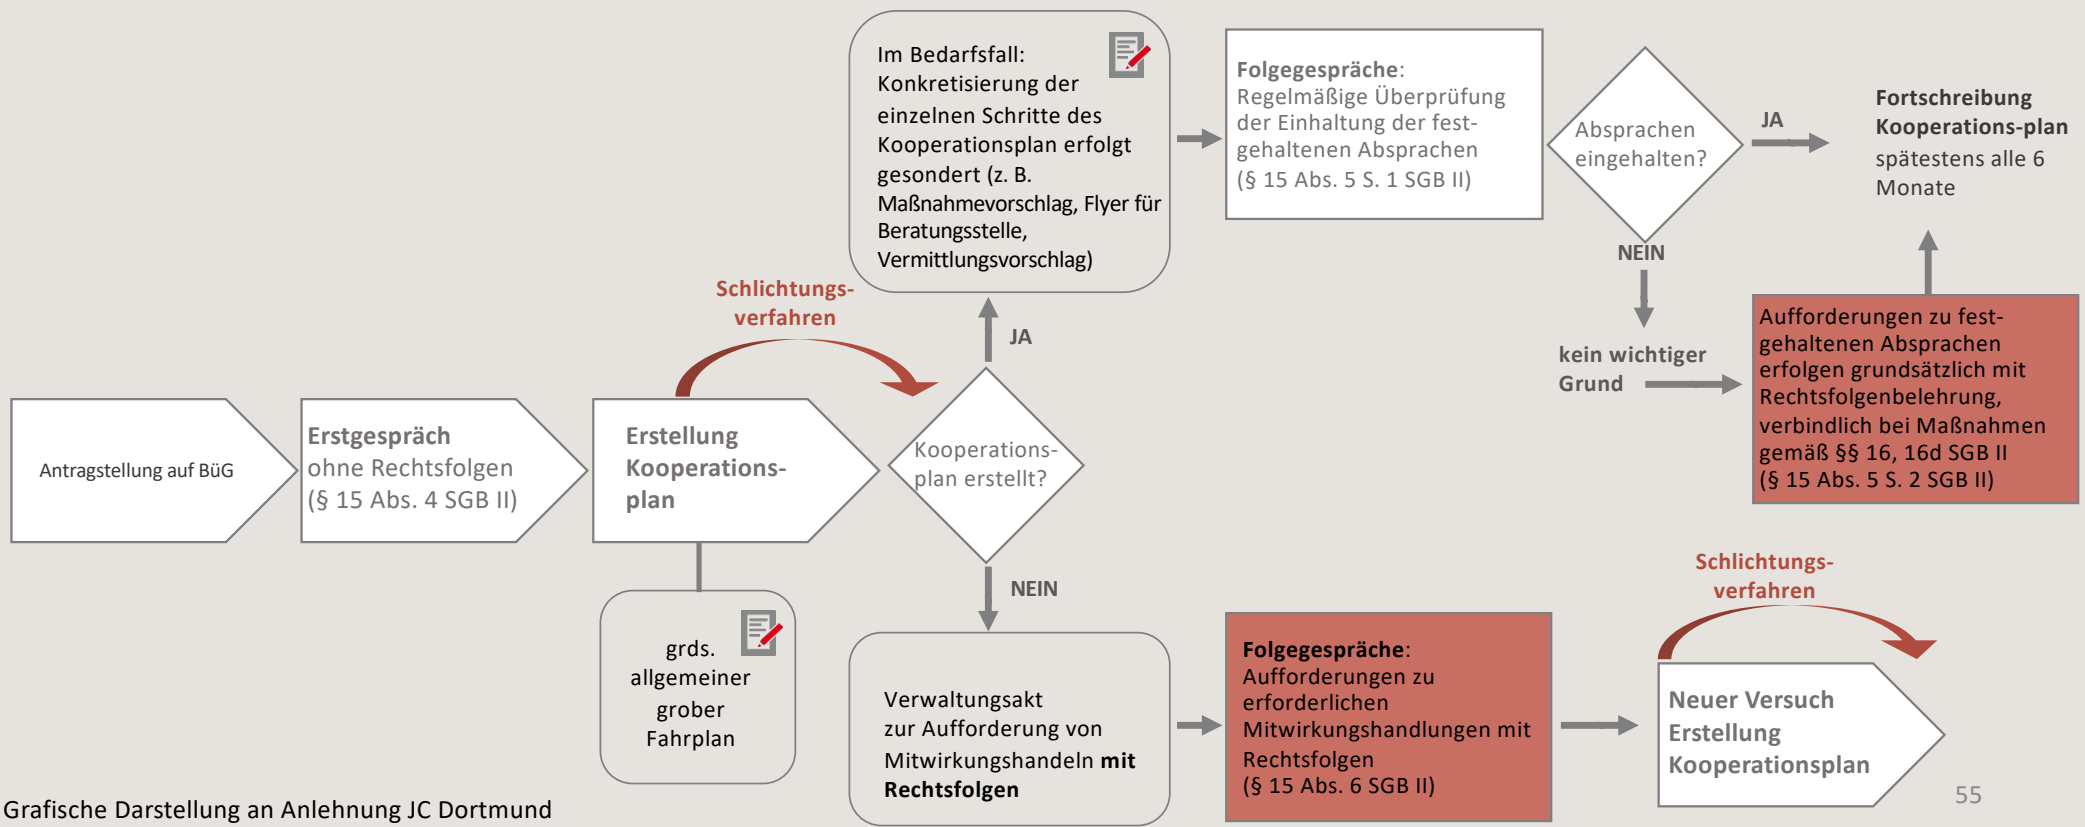 Antragstellung auf BüG
Erstgespräch
ohne Rechtsfolgen
(§ 15 Abs. 4 SGB II)
Erstellung
Kooperations-
plan
grds.
allgemeiner
grober
Fahrplan
Schlichtungs-
verfahren
Kooperations-
plan erstellt?
JA
Im Bedarfsfall:
Konkretisierung der
einzelnen Schritte des
Kooperationsplan erfolgt
gesondert (z. B.
Maßnahmevorschlag, Flyer für
Beratungsstelle,
Vermittlungsvorschlag)
Folgegespräche:
Regelmäßige Überprüfung
der Einhaltung der fest-
gehaltenen Absprachen
(§ 15 Abs. 5 S. 1 SGB II)
Absprachen
eingehalten?
JA
Fortschreibung
Kooperations-plan
spätestens alle 6
Monate
NEIN
kein wichtiger
Grund
Aufforderungen zu fest-
gehaltenen Absprachen
erfolgen grundsätzlich mit
Rechtsfolgenbelehrung,
verbindlich bei Maßnahmen
gemäß §§ 16, 16d SGB II
(§ 15 Abs. 5 S. 2 SGB II)
NEIN
Verwaltungsakt
zur Aufforderung von
Mitwirkungshandeln mit
Rechtsfolgen
Folgegespräche:
Aufforderungen zu
erforderlichen
Mitwirkungshandlungen mit
Rechtsfolgen
(§ 15 Abs. 6 SGB II)
Schlichtungs-
verfahren
Neuer Versuch
Erstellung
Kooperationsplan
Grafische Darstellung an Anlehnung JC Dortmund
55